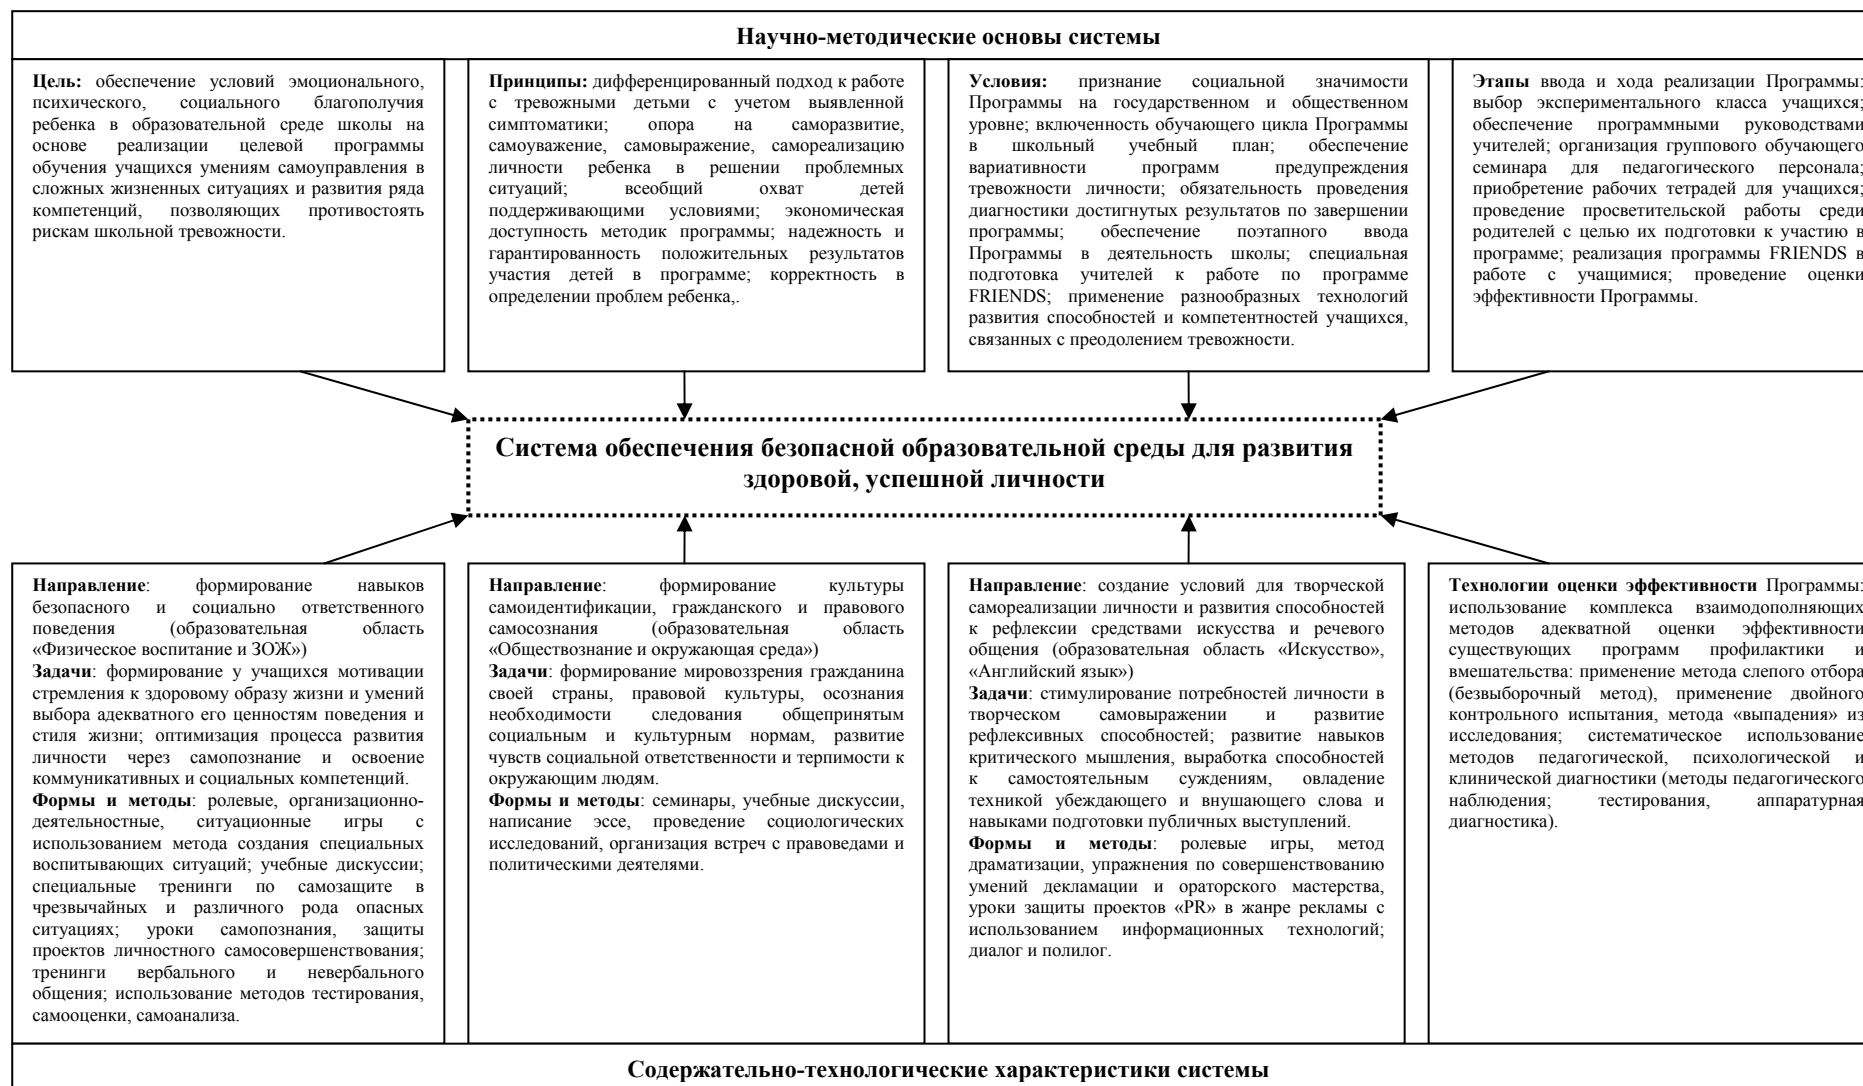 Научно-методические основы системы
Цель: обеспечение условий эмоционального,
психического, социального благополучия
ребенка в образовательной среде школы на
основе реализации целевой программы
обучения учащихся умениям самоуправления в
сложных жизненных ситуациях и развития ряда
компетенций, позволяющих противостоять
рискам школьной тревожности.
Принципы: дифференцированный подход к работе
с тревожными детьми с учетом выявленной
симптоматики; опора на саморазвитие,
самоуважение, самовыражение, самореализацию
личности ребенка в решении проблемных
ситуаций; всеобщий охват детей
поддерживающими условиями; экономическая
доступность методик программы; надежность и
гарантированность положительных результатов
участия детей в программе; корректность в
определении проблем ребенка,.
Условия: признание социальной значимости
Программы на государственном и общественном
уровне; включенность обучающего цикла Программы
в школьный учебный план; обеспечение
вариативности программ предупреждения
тревожности личности; обязательность проведения
диагностики достигнутых результатов по завершении
программы; обеспечение поэтапного ввода
Программы в деятельность школы; специальная
подготовка учителей к работе по программе
FRIENDS; применение разнообразных технологий
развития способностей и компетентностей учащихся,
связанных с преодолением тревожности.
Этапы ввода и хода реализации Программы:
выбор экспериментального класса учащихся;
обеспечение программными руководствами
учителей; организация группового обучающего
семинара для педагогического персонала;
приобретение рабочих тетрадей для учащихся;
проведение просветительской работы среди
родителей с целью их подготовки к участию в
программе; реализация программы FRIENDS в
работе с учащимися; проведение оценки
эффективности Программы.
Система обеспечения безопасной образовательной среды для развития
здоровой, успешной личности
Направление: формирование навыков
безопасного и социально ответственного
поведения (образовательная область
«Физическое воспитание и ЗОЖ»)
Задачи: формирование у учащихся мотивации
стремления к здоровому образу жизни и умений
выбора адекватного его ценностям поведения и
стиля жизни; оптимизация процесса развития
личности через самопознание и освоение
коммуникативных и социальных компетенций.
Формы и методы: ролевые, организационно-
деятельностные, ситуационные игры с
использованием метода создания специальных
воспитывающих ситуаций; учебные дискуссии;
специальные тренинги по самозащите в
чрезвычайных и различного рода опасных
ситуациях; уроки самопознания, защиты
проектов личностного самосовершенствования;
тренинги вербального и невербального
общения; использование методов тестирования,
самооценки, самоанализа.
Направление: формирование культуры
самоидентификации, гражданского и правового
самосознания (образовательная область
«Обществознание и окружающая среда»)
Задачи: формирование мировоззрения гражданина
своей страны, правовой культуры, осознания
необходимости следования общепринятым
социальным и культурным нормам, развитие
чувств социальной ответственности и терпимости к
окружающим людям.
Формы и методы: семинары, учебные дискуссии,
написание эссе, проведение социологических
исследований, организация встреч с правоведами и
политическими деятелями.
Направление: создание условий для творческой
самореализации личности и развития способностей
к рефлексии средствами искусства и речевого
общения (образовательная область «Искусство»,
«Английский язык»)
Задачи: стимулирование потребностей личности в
творческом самовыражении и развитие
рефлексивных способностей; развитие навыков
критического мышления, выработка способностей
к самостоятельным суждениям, овладение
техникой убеждающего и внушающего слова и
навыками подготовки публичных выступлений.
Формы и методы: ролевые игры, метод
драматизации, упражнения по совершенствованию
умений декламации и ораторского мастерства,
уроки защиты проектов «PR» в жанре рекламы с
использованием информационных технологий;
диалог и полилог.
Технологии оценки эффективности Программы:
использование комплекса взаимодополняющих
методов адекватной оценки эффективности
существующих программ профилактики и
вмешательства: применение метода слепого отбора
(безвыборочный метод), применение двойного
контрольного испытания, метода «выпадения» из
исследования; систематическое использование
методов педагогической, психологической и
клинической диагностики (методы педагогического
наблюдения; тестирования, аппаратурная
диагностика).
Содержательно-технологические характеристики системы